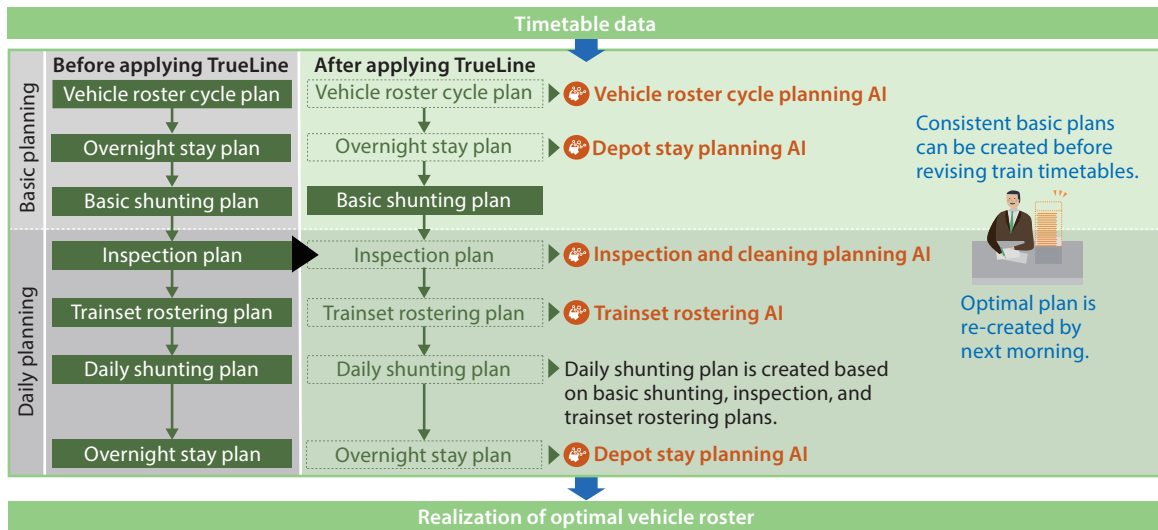 Timetable data
Before applying TrueLine
After applying TrueLine
Basic planning
Vehicle roster cycle plan
Vehicle roster cycle plan
Vehicle roster cycle planning AI
Overnight stay plan
Overnight stay plan
Depot stay planning AI
Basic shunting plan
Basic shunting plan
Consistent basic plans
can be created before
revising train timetables.
Daily planning
Inspection plan
Inspection plan
Inspection and cleaning planning AI
Trainset rostering plan
Trainset rostering plan
Trainset rostering AI
Optimal plan is
re-created by
next morning.
Daily shunting plan
Daily shunting plan
Daily shunting plan is created based
on basic shunting, inspection, and
trainset rostering plans.
Overnight stay plan
Overnight stay plan
Depot stay planning AI
Realization of optimal vehicle roster